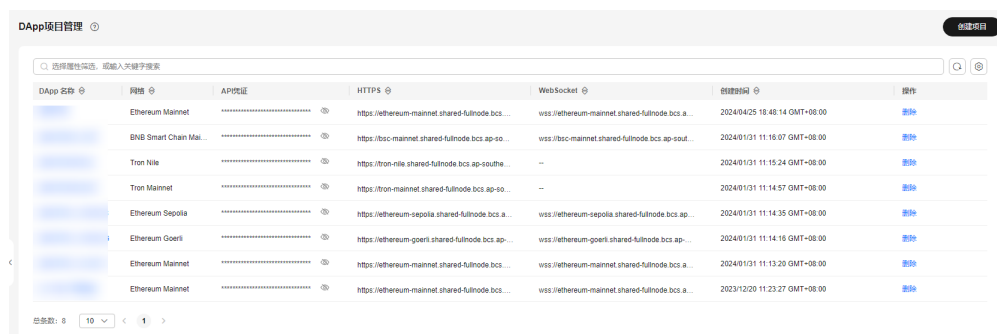 DApp项目管理
创建项目
选择属性筛选，或输入关键字搜索
DApp 名称 网络 API凭证 HTTPS WebSocket 创建时间 操作
Ethereum Mainnet ****************************** https://ethereum-mainnet.shared-fullnode.bcs.... wss://ethereum-mainnet.shared-fullnode.bcs.a... 2024/04/25 18:48:14 GMT+08:00 删除
BNB Smart Chain Mai... ****************************** https://bsc-mainnet.shared-fullnode.bcs.ap-so... wss://bsc-mainnet.shared-fullnode.bcs.ap-sout... 2024/01/31 11:16:07 GMT+08:00 删除
Tron Nile ****************************** https://tron-nile.shared-fullnode.bcs.ap-southe... -- 2024/01/31 11:15:24 GMT+08:00 删除
Tron Mainnet ****************************** https://tron-mainnet.shared-fullnode.bcs.ap-so... -- 2024/01/31 11:14:57 GMT+08:00 删除
Ethereum Sepolia ****************************** https://ethereum-sepolia.shared-fullnode.bcs.a... wss://ethereum-sepolia.shared-fullnode.bcs.ap... 2024/01/31 11:14:35 GMT+08:00 删除
Ethereum Goerli ****************************** https://ethereum-goerli.shared-fullnode.bcs.ap-... wss://ethereum-goerli.shared-fullnode.bcs.ap-... 2024/01/31 11:14:16 GMT+08:00 删除
Ethereum Mainnet ****************************** https://ethereum-mainnet.shared-fullnode.bcs.... wss://ethereum-mainnet.shared-fullnode.bcs.a... 2024/01/31 11:13:20 GMT+08:00 删除
Ethereum Mainnet ****************************** https://ethereum-mainnet.shared-fullnode.bcs.... wss://ethereum-mainnet.shared-fullnode.bcs.a... 2023/12/20 11:23:27 GMT+08:00 删除
总条数：8 10 1